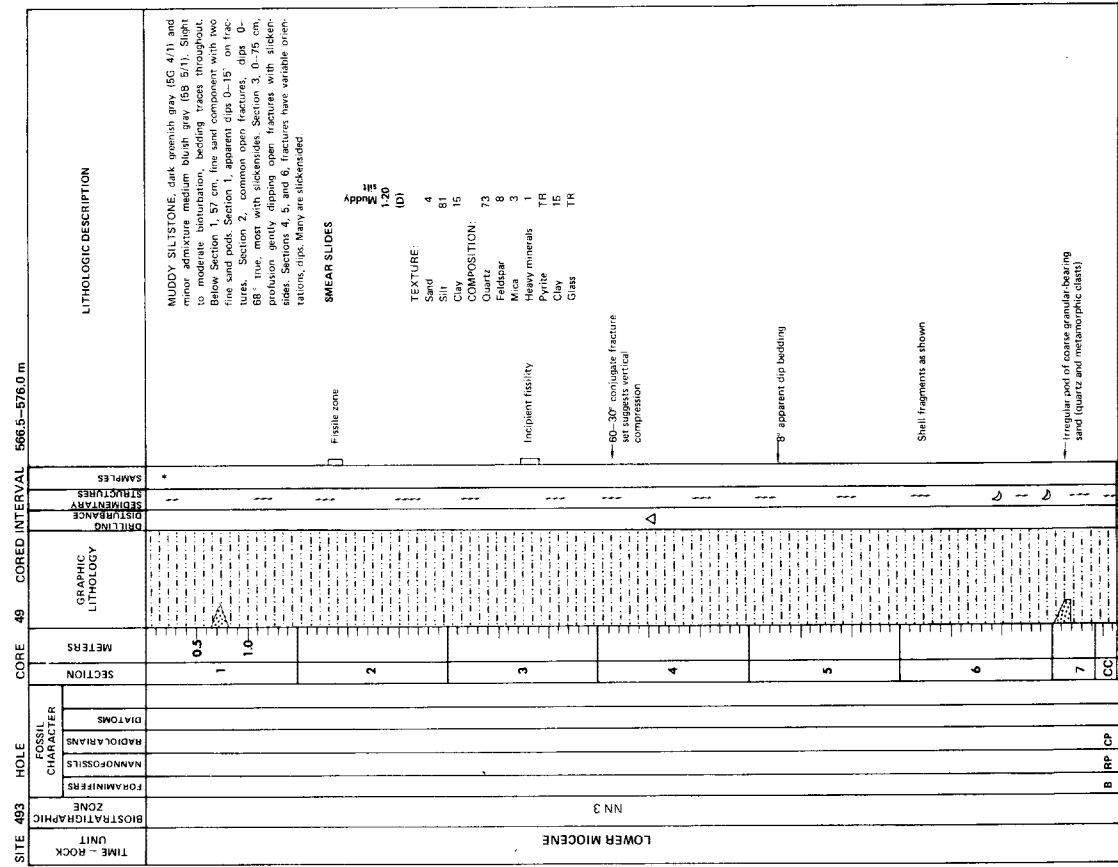 SITE 493 HOLE CORE 49 CORED INTERVAL 566.5–576.0 m
TIME – ROCK
UNIT
BIOSTRATIGRAPHIC
ZONE
FOSSIL
CHARACTER
FORAMINIFERS
NANNOFOSSILS
RADIOLARIANS
DIATOMS
SECTION
METERS
GRAPHIC
LITHOLOGY
DRILLING
DISTURBANCE
SEDIMENTARY
STRUCTURES
SAMPLES
LITHOLOGIC DESCRIPTION
LOWER MIOCENE
NN 3
B
RP
CP
1
2
3
4
5
6
7
CC
0.5
1.0
*
Fissile zone
Incipient fissility
60–30° conjugate fracture
set suggests vertical
compression
8° apparent dip bedding
Shell fragments as shown
Irregular pod of coarse granular-bearing
sand (quartz and metamorphic clasts)
MUDDY SILTSTONE, dark greenish gray (5G 4/1) and
minor admixture medium bluish gray (5B 5/1). Slight
to moderate bioturbation, bedding traces throughout.
Below Section 1, 57 cm, fine sand component with two
fine sand pods. Section 1, apparent dips 0–15° on frac-
tures, Section 2, common open fractures, dips 0–
68° true, most with slickensides. Section 3, 0–75 cm,
profusion gently dipping open fractures with slicken-
sides. Sections 4, 5, and 6, fractures have variable orien-
tations, dips. Many are slickensided.
SMEAR SLIDES
Muddy
silt
1-20
(D)
TEXTURE:
Sand 4
Silt 81
Clay 15
COMPOSITION:
Quartz 73
Feldspar 8
Mica 3
Heavy minerals 1
Pyrite TR
Clay 15
Glass TR